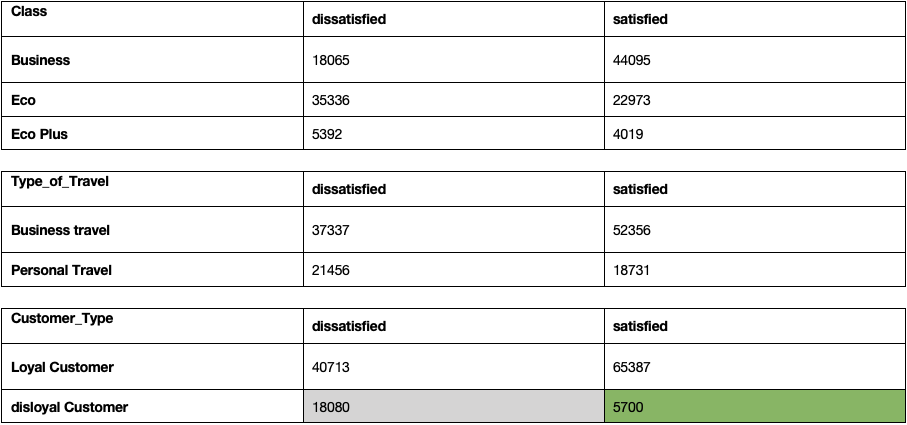 Class dissatisfied satisfied
Business 18065 44095
Eco 35336 22973
Eco Plus 5392 4019
Type_of_Travel dissatisfied satisfied
Business travel 37337 52356
Personal Travel 21456 18731
Customer_Type dissatisfied satisfied
Loyal Customer 40713 65387
disloyal Customer 18080 5700